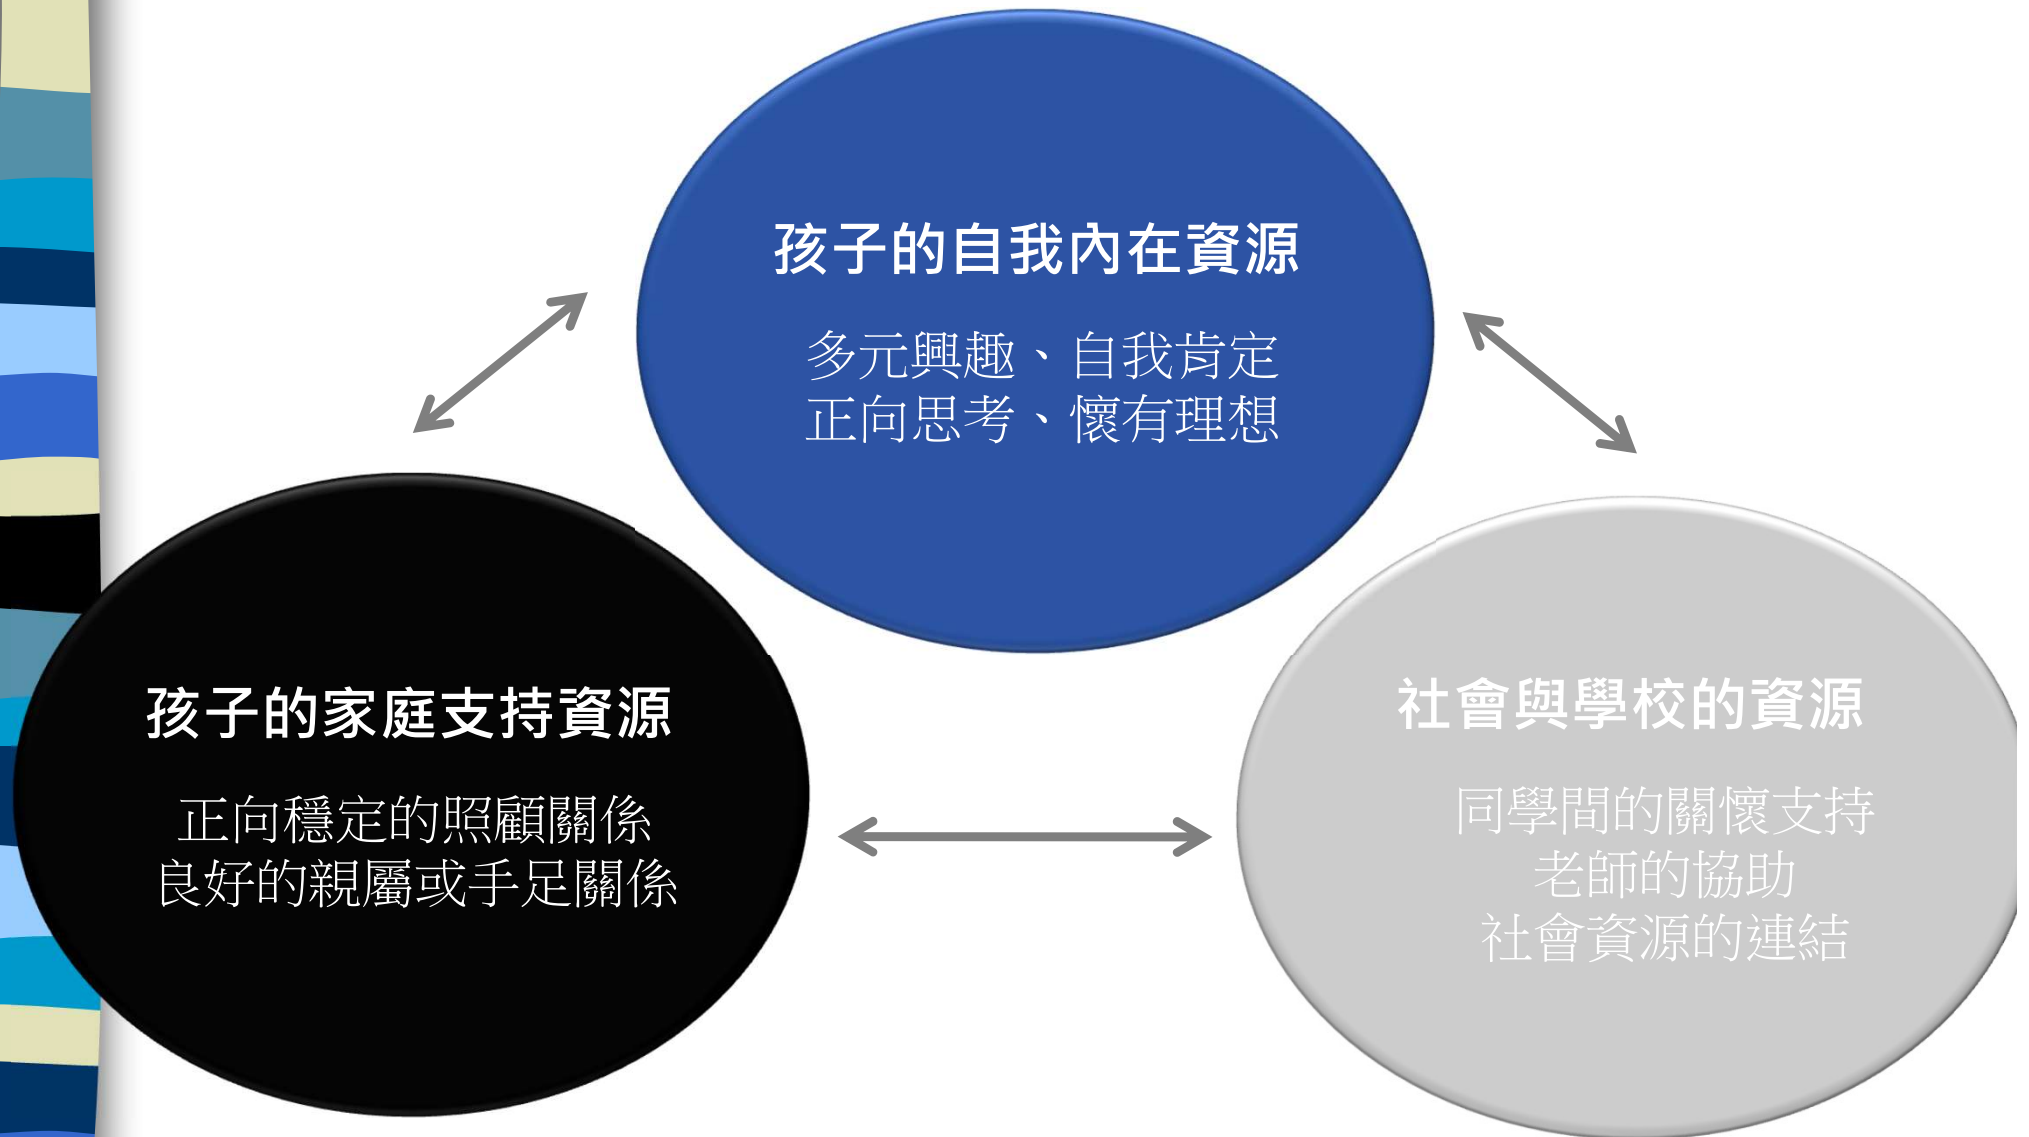 孩子的自我內在資源
多元興趣、自我肯定
正向思考、懷有理想
孩子的家庭支持資源
正向穩定的照顧關係
良好的親屬或手足關係
社會與學校的資源
同學間的關懷支持
老師的協助
社會資源的連結